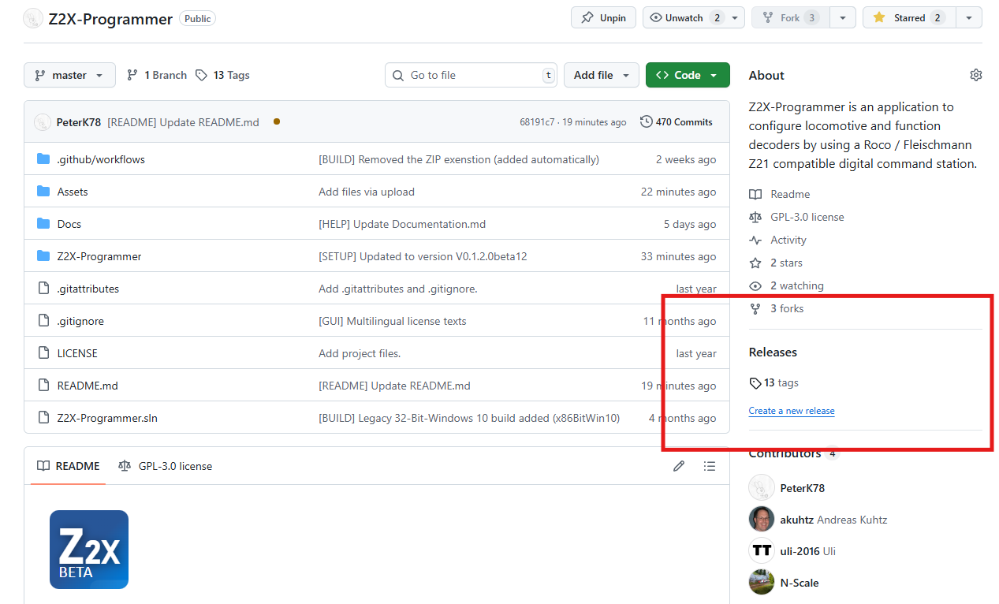 Z2X-Programmer Public
Unpin
Unwatch 2
Fork 3
Starred 2
master
1 Branch
13 Tags
Go to file t
Add file
Code
PeterK78 [README] Update README.md
68191c7 · 19 minutes ago
470 Commits
.github/workflows [BUILD] Removed the ZIP exenstion (added automatically) 2 weeks ago
Assets Add files via upload 22 minutes ago
Docs [HELP] Update Documentation.md 5 days ago
Z2X-Programmer [SETUP] Updated to version V0.1.2.0beta12 33 minutes ago
.gitattributes Add .gitattributes and .gitignore. last year
.gitignore [GUI] Multilingual license texts 11 months ago
LICENSE Add project files. last year
README.md [README] Update README.md 19 minutes ago
Z2X-Programmer.sln [BUILD] Legacy 32-Bit-Windows 10 build added (x86BitWin10) 4 months ago
README
GPL-3.0 license
Z2X
BETA
About
Z2X-Programmer is an application to
configure locomotive and function
decoders by using a Roco / Fleischmann
Z21 compatible digital command station.
Readme
GPL-3.0 license
Activity
2 stars
2 watching
3 forks
Releases
13 tags
Create a new release
Contributors 4
PeterK78
akuhtz Andreas Kuhtz
TT
uli-2016 Uli
N-Scale